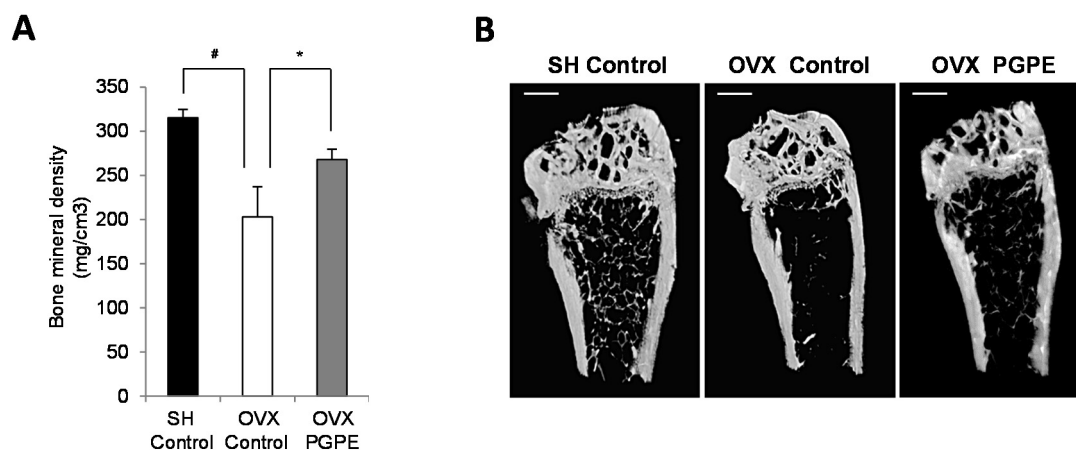 A
Bone mineral density
(mg/cm3)
350
300
250
200
150
100
50
0
#
*
SH
Control
OVX
Control
OVX
PGPE
B
SH Control
OVX Control
OVX PGPE